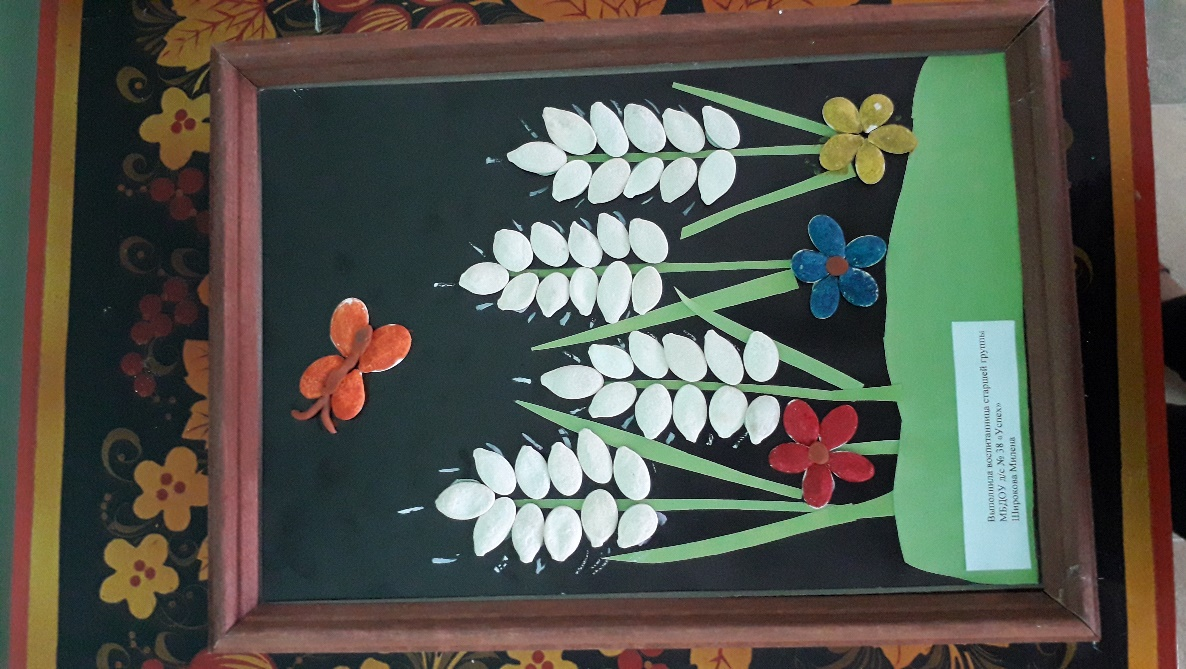 Выполнила воспитанница старшей группы
МБДОУ д/с № 38 «Успех»
Широкова Милена